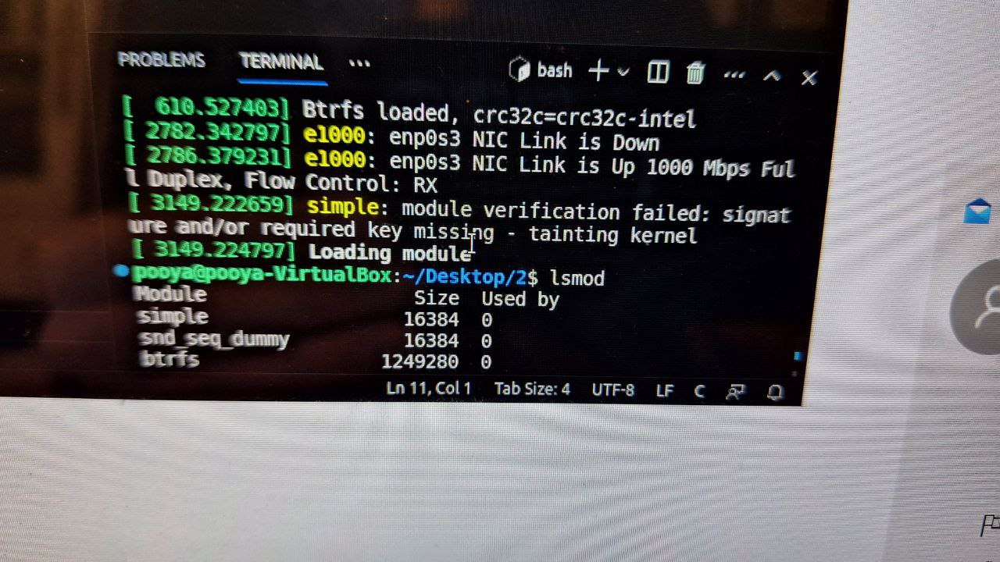 PROBLEMS TERMINAL ... bash
[ 610.527403] Btrfs loaded, crc32c=crc32c-intel
[ 2782.342797] e1000: enp0s3 NIC Link is Down
[ 2786.379231] e1000: enp0s3 NIC Link is Up 1000 Mbps Ful
l Duplex, Flow Control: RX
[ 3149.222659] simple: module verification failed: signat
ure and/or required key missing - tainting kernel
[ 3149.224797] Loading module
pooya@pooya-VirtualBox:~/Desktop/2$ lsmod
Module Size Used by
simple 16384 0
snd_seq_dummy 16384 0
btrfs 1249280 0
Ln 11, Col 1 Tab Size: 4 UTF-8 LF C